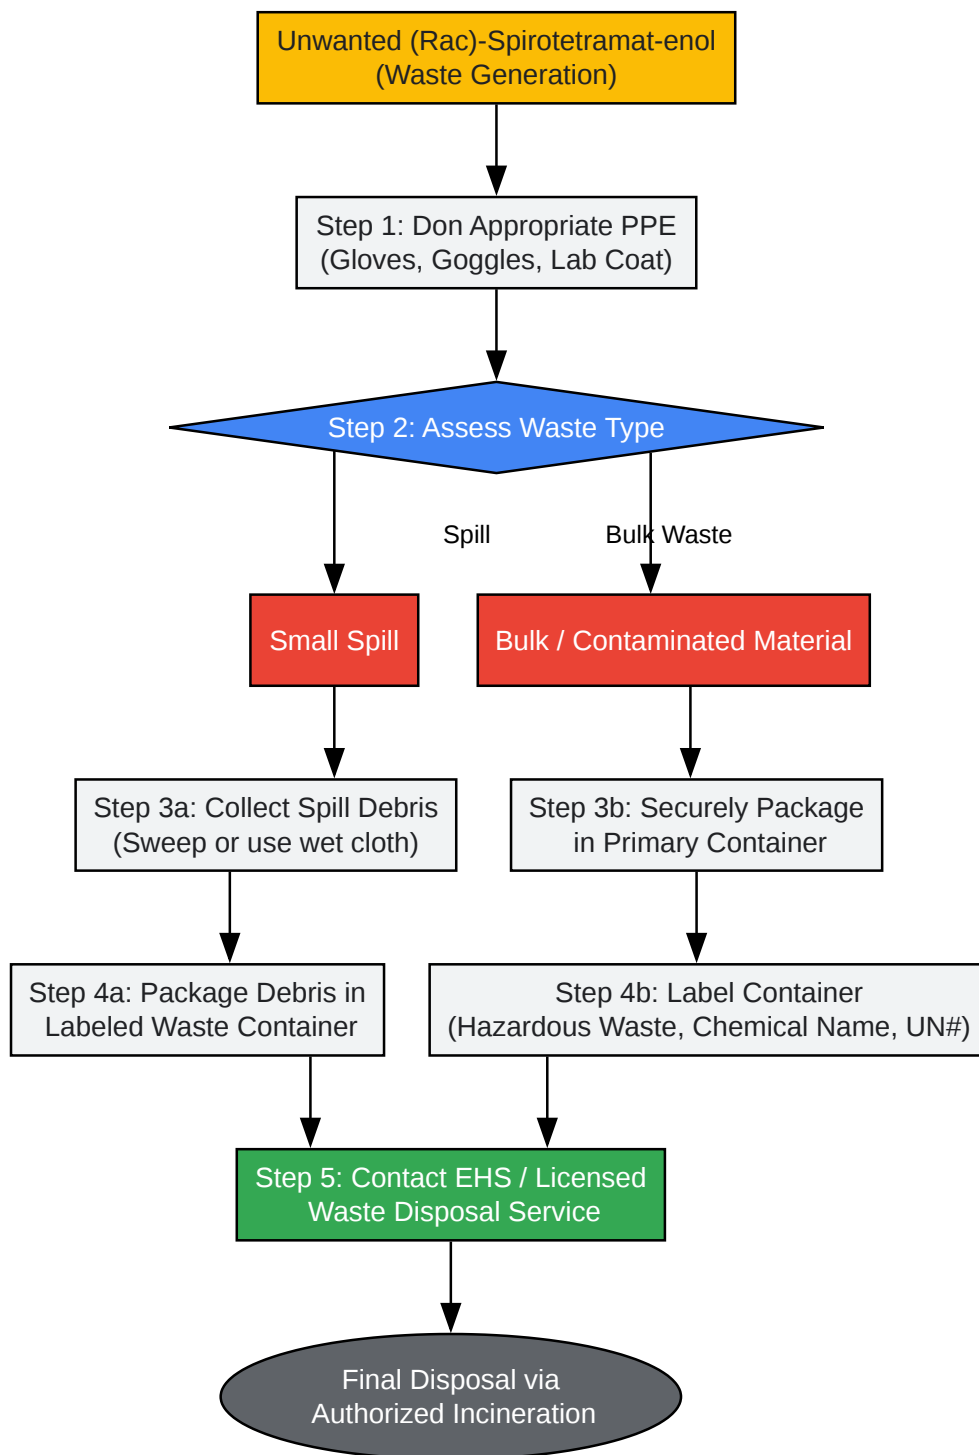 Unwanted (Rac)-Spirotetramat-enol
(Waste Generation)
Step 1: Don Appropriate PPE
(Gloves, Goggles, Lab Coat)
Step 2: Assess Waste Type
Spill
Bulk Waste
Small Spill
Bulk / Contaminated Material
Step 3a: Collect Spill Debris
(Sweep or use wet cloth)
Step 3b: Securely Package
in Primary Container
Step 4a: Package Debris in
Labeled Waste Container
Step 4b: Label Container
(Hazardous Waste, Chemical Name, UN#)
Step 5: Contact EHS / Licensed
Waste Disposal Service
Final Disposal via
Authorized Incineration